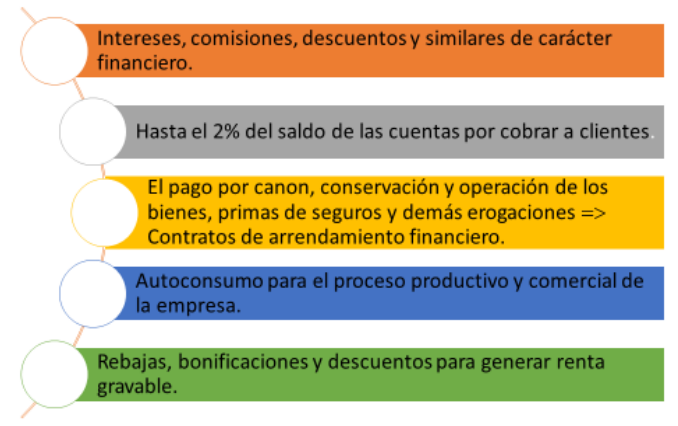 Intereses, comisiones, descuentos y similares de carácter
financiero.
Hasta el 2% del saldo de las cuentas por cobrar a clientes.
El pago por canon, conservación y operación de los
bienes, primas de seguros y demás erogaciones =>
Contratos de arrendamiento financiero.
Autoconsumo para el proceso productivo y comercial de
la empresa.
Rebajas, bonificaciones y descuentos para generar renta
gravable.